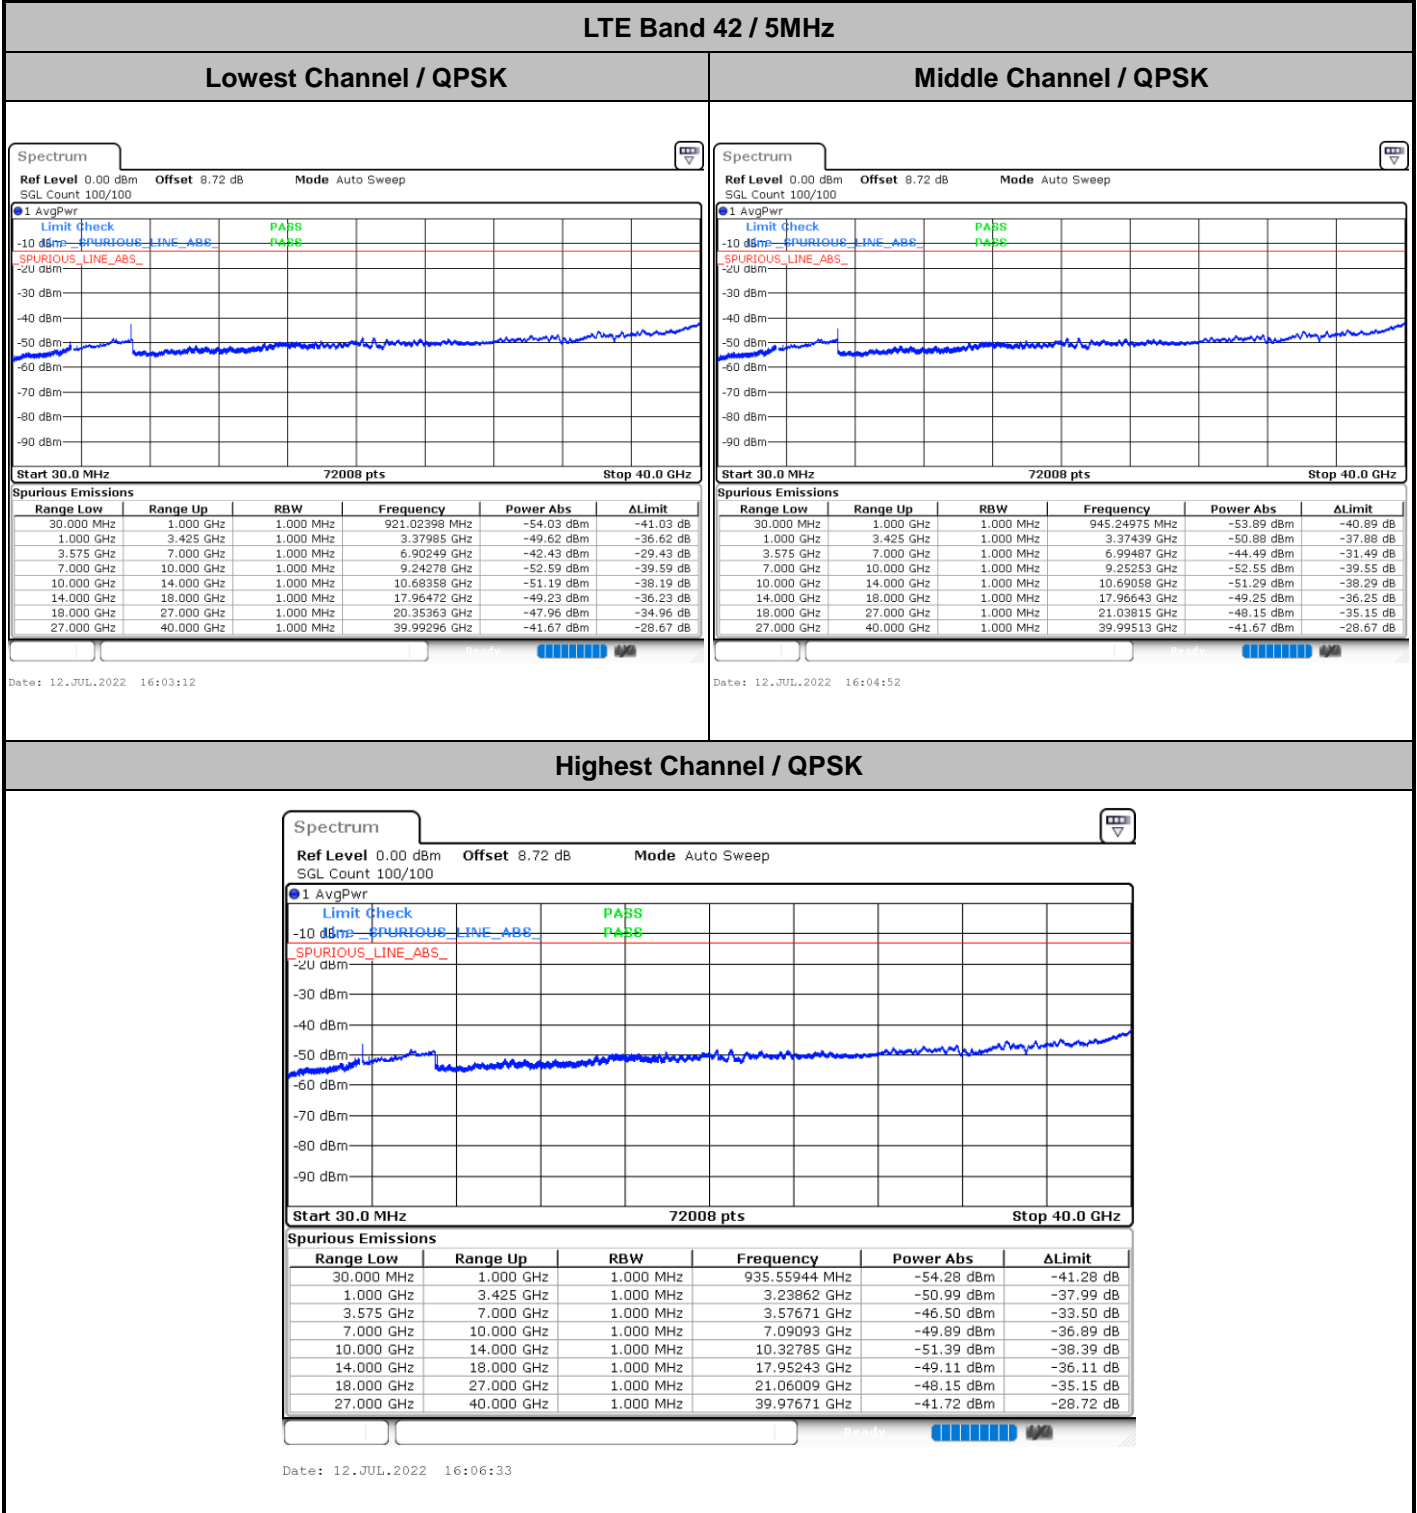 LTE Band 42 / 5MHz
Lowest Channel / QPSK
Middle Channel / QPSK
Spectrum
Ref Level 0.00 dBm Offset 8.72 dB Mode Auto Sweep
SGL Count 100/100
1 AvgPwr
Limit Check PASS
Line _SPURIOUS_LINE_ABS_ PASS
-10 dBm
_SPURIOUS_LINE_ABS_
-20 dBm
-30 dBm
-40 dBm
-50 dBm
-60 dBm
-70 dBm
-80 dBm
-90 dBm
Start 30.0 MHz 72008 pts Stop 40.0 GHz
Spurious Emissions
Range Low Range Up RBW Frequency Power Abs ΔLimit
30.000 MHz 1.000 GHz 1.000 MHz 921.02398 MHz -54.03 dBm -41.03 dB
1.000 GHz 3.425 GHz 1.000 MHz 3.37985 GHz -49.62 dBm -36.62 dB
3.575 GHz 7.000 GHz 1.000 MHz 6.90249 GHz -42.43 dBm -29.43 dB
7.000 GHz 10.000 GHz 1.000 MHz 9.24278 GHz -52.59 dBm -39.59 dB
10.000 GHz 14.000 GHz 1.000 MHz 10.68358 GHz -51.19 dBm -38.19 dB
14.000 GHz 18.000 GHz 1.000 MHz 17.96472 GHz -49.23 dBm -36.23 dB
18.000 GHz 27.000 GHz 1.000 MHz 20.35363 GHz -47.96 dBm -34.96 dB
27.000 GHz 40.000 GHz 1.000 MHz 39.99296 GHz -41.67 dBm -28.67 dB
Ready
Date: 12.JUL.2022 16:03:12
Spectrum
Ref Level 0.00 dBm Offset 8.72 dB Mode Auto Sweep
SGL Count 100/100
1 AvgPwr
Limit Check PASS
Line _SPURIOUS_LINE_ABS_ PASS
-10 dBm
_SPURIOUS_LINE_ABS_
-20 dBm
-30 dBm
-40 dBm
-50 dBm
-60 dBm
-70 dBm
-80 dBm
-90 dBm
Start 30.0 MHz 72008 pts Stop 40.0 GHz
Spurious Emissions
Range Low Range Up RBW Frequency Power Abs ΔLimit
30.000 MHz 1.000 GHz 1.000 MHz 945.24975 MHz -53.89 dBm -40.89 dB
1.000 GHz 3.425 GHz 1.000 MHz 3.37439 GHz -50.88 dBm -37.88 dB
3.575 GHz 7.000 GHz 1.000 MHz 6.99487 GHz -44.49 dBm -31.49 dB
7.000 GHz 10.000 GHz 1.000 MHz 9.25253 GHz -52.55 dBm -39.55 dB
10.000 GHz 14.000 GHz 1.000 MHz 10.69058 GHz -51.29 dBm -38.29 dB
14.000 GHz 18.000 GHz 1.000 MHz 17.96643 GHz -49.25 dBm -36.25 dB
18.000 GHz 27.000 GHz 1.000 MHz 21.03815 GHz -48.15 dBm -35.15 dB
27.000 GHz 40.000 GHz 1.000 MHz 39.99513 GHz -41.67 dBm -28.67 dB
Ready
Date: 12.JUL.2022 16:04:52
Highest Channel / QPSK
Spectrum
Ref Level 0.00 dBm Offset 8.72 dB Mode Auto Sweep
SGL Count 100/100
1 AvgPwr
Limit Check PASS
Line _SPURIOUS_LINE_ABS_ PASS
-10 dBm
_SPURIOUS_LINE_ABS_
-20 dBm
-30 dBm
-40 dBm
-50 dBm
-60 dBm
-70 dBm
-80 dBm
-90 dBm
Start 30.0 MHz 72008 pts Stop 40.0 GHz
Spurious Emissions
Range Low Range Up RBW Frequency Power Abs ΔLimit
30.000 MHz 1.000 GHz 1.000 MHz 935.55944 MHz -54.28 dBm -41.28 dB
1.000 GHz 3.425 GHz 1.000 MHz 3.23862 GHz -50.99 dBm -37.99 dB
3.575 GHz 7.000 GHz 1.000 MHz 3.57671 GHz -46.50 dBm -33.50 dB
7.000 GHz 10.000 GHz 1.000 MHz 7.09093 GHz -49.89 dBm -36.89 dB
10.000 GHz 14.000 GHz 1.000 MHz 10.32785 GHz -51.39 dBm -38.39 dB
14.000 GHz 18.000 GHz 1.000 MHz 17.95243 GHz -49.11 dBm -36.11 dB
18.000 GHz 27.000 GHz 1.000 MHz 21.06009 GHz -48.15 dBm -35.15 dB
27.000 GHz 40.000 GHz 1.000 MHz 39.97671 GHz -41.72 dBm -28.72 dB
Ready
Date: 12.JUL.2022 16:06:33